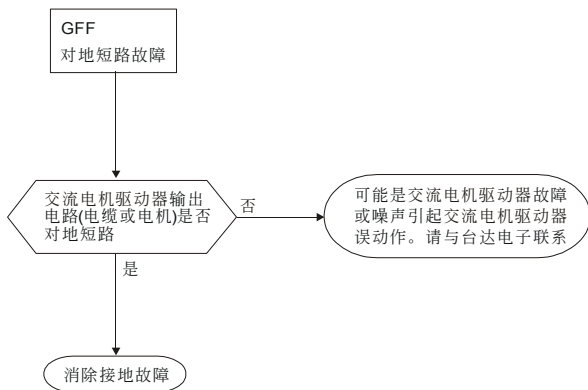 GFF
对地短路故障
交流电机驱动器输出
电路(电缆或电机)是否
对地短路
否
可能是交流电机驱动器故障
或噪声引起交流电机驱动器
误动作。请与台达电子联系
是
消除接地故障